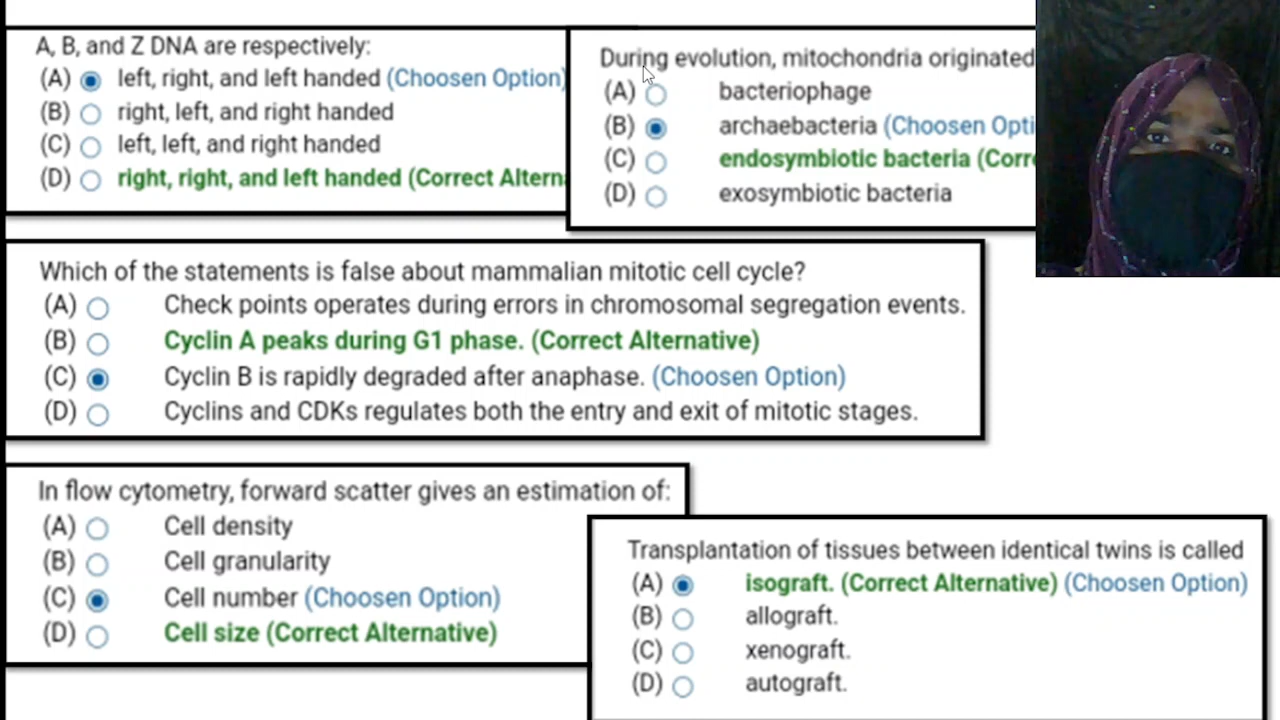 A, B, and Z DNA are respectively:
(A) left, right, and left handed (Choosen Option)
(B) right, left, and right handed
(C) left, left, and right handed
(D) right, right, and left handed (Correct Altern
During evolution, mitochondria originated
(A) bacteriophage
(B) archaebacteria (Choosen Opti
(C) endosymbiotic bacteria (Corre
(D) exosymbiotic bacteria
Which of the statements is false about mammalian mitotic cell cycle?
(A) Check points operates during errors in chromosomal segregation events.
(B) Cyclin A peaks during G1 phase. (Correct Alternative)
(C) Cyclin B is rapidly degraded after anaphase. (Choosen Option)
(D) Cyclins and CDKs regulates both the entry and exit of mitotic stages.
In flow cytometry, forward scatter gives an estimation of:
(A) Cell density
(B) Cell granularity
(C) Cell number (Choosen Option)
(D) Cell size (Correct Alternative)
Transplantation of tissues between identical twins is called
(A) isograft. (Correct Alternative) (Choosen Option)
(B) allograft.
(C) xenograft.
(D) autograft.